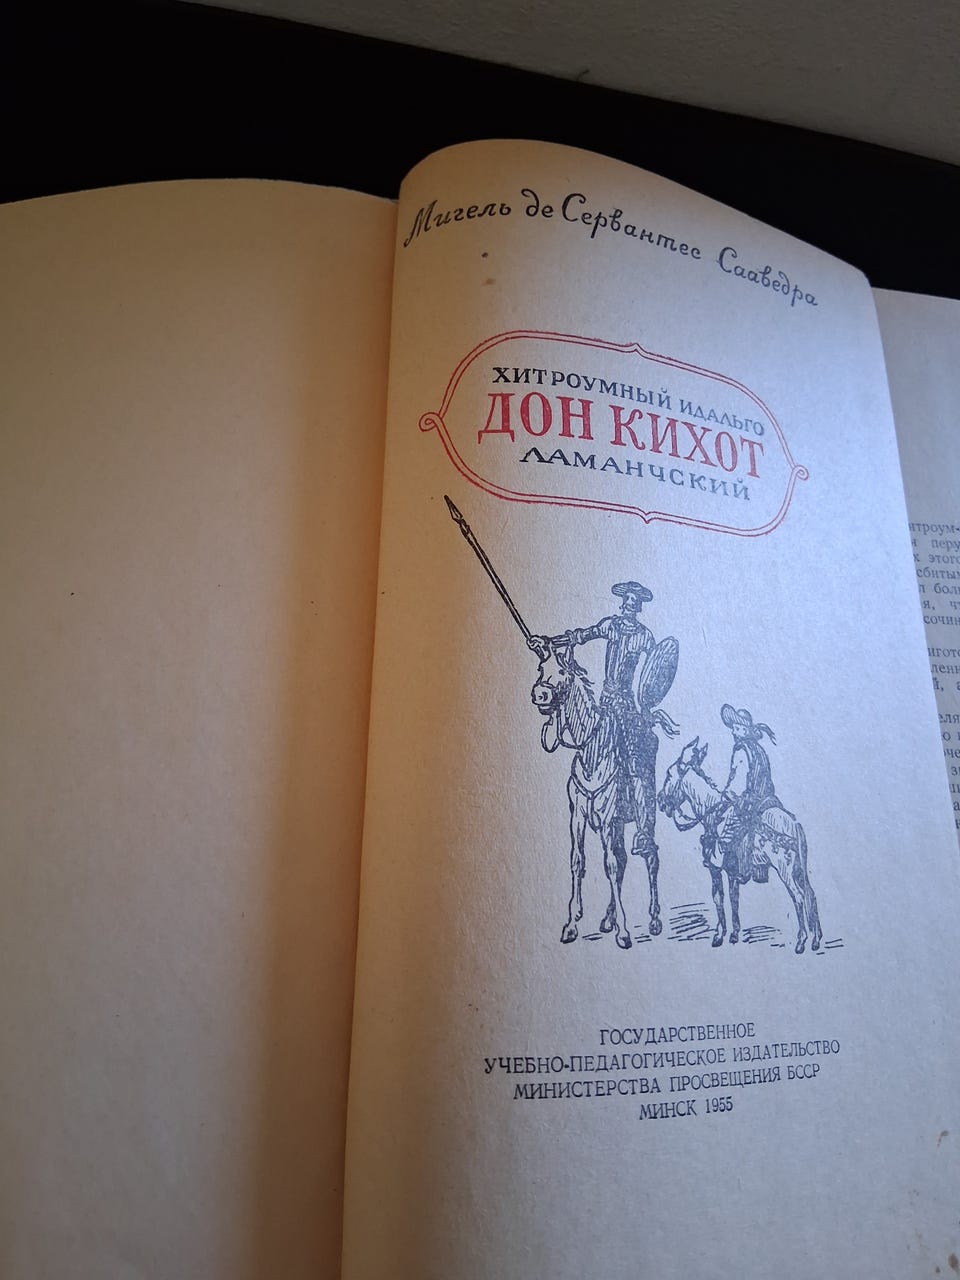 Мигель де Сервантес Сааведра
ХИТРОУМНЫЙ ИДАЛЬГО
ДОН КИХОТ
ЛАМАНЧСКИЙ
ГОСУДАРСТВЕННОЕ
УЧЕБНО-ПЕДАГОГИЧЕСКОЕ ИЗДАТЕЛЬСТВО
МИНИСТЕРСТВА ПРОСВЕЩЕНИЯ БССР
МИНСК 1955